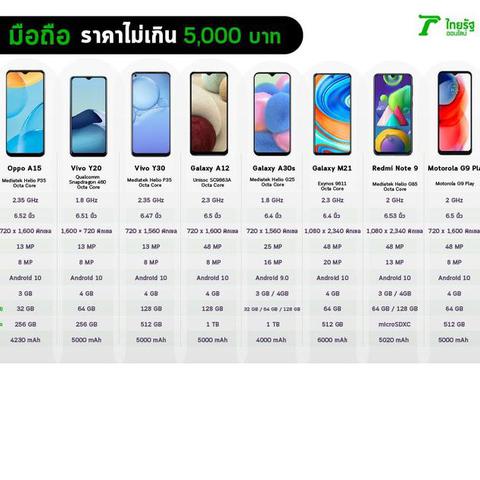 มือถือ ราคาไม่เกิน 5,000 บาท
ไทยรัฐ
ออนไลน์
Oppo A15 Vivo Y20 Vivo Y30 Galaxy A12 Galaxy A30s Galaxy M21 Redmi Note 9 Motorola G9 Play
Mediatek Helio P35 Qualcomm Mediatek Helio P35 Unisoc SC9863A Mediatek Helio G25 Exynos 9611 Mediatek Helio G85 Motorola G9 Play
Octa Core Snapdragon 460 Octa Core Octa Core Octa Core Octa Core Octa Core Octa Core
Octa Core
2.35 GHz 1.8 GHz 2.35 GHz 2.3 GHz 1.8 GHz 2.3 GHz 2 GHz 2 GHz
6.52 นิ้ว 6.51 นิ้ว 6.47 นิ้ว 6.5 นิ้ว 6.4 นิ้ว 6.4 นิ้ว 6.53 นิ้ว 6.5 นิ้ว
720 x 1,600 พิกเซล 1,600 × 720 พิกเซล 720 x 1,560 พิกเซล 720 x 1,600 พิกเซล 720 x 1,560 พิกเซล 1,080 x 2,340 พิกเซล 1,080 x 2,340 พิกเซล 720 x 1,600 พิกเซล
13 MP 13 MP 13 MP 48 MP 25 MP 48 MP 48 MP 48 MP
8 MP 8 MP 8 MP 8 MP 16 MP 20 MP 13 MP 8 MP
Android 10 Android 10 Android 10 Android 10 Android 9.0 Android 10 Android 10 Android 10
3 GB 4 GB 4 GB 4 GB 3 GB / 4 GB 4 GB 3 GB / 4GB 4 GB
32 GB 64 GB 128 GB 128 GB 32 GB / 64 GB / 128 GB 64 GB 64 GB / 128 GB 64 GB
256 GB 256 GB 512 GB 1 TB 1 TB 512 GB microSDXC 512 GB
4230 mAh 5000 mAh 5000 mAh 5000 mAh 4000 mAh 6000 mAh 5020 mAh 5000 mAh